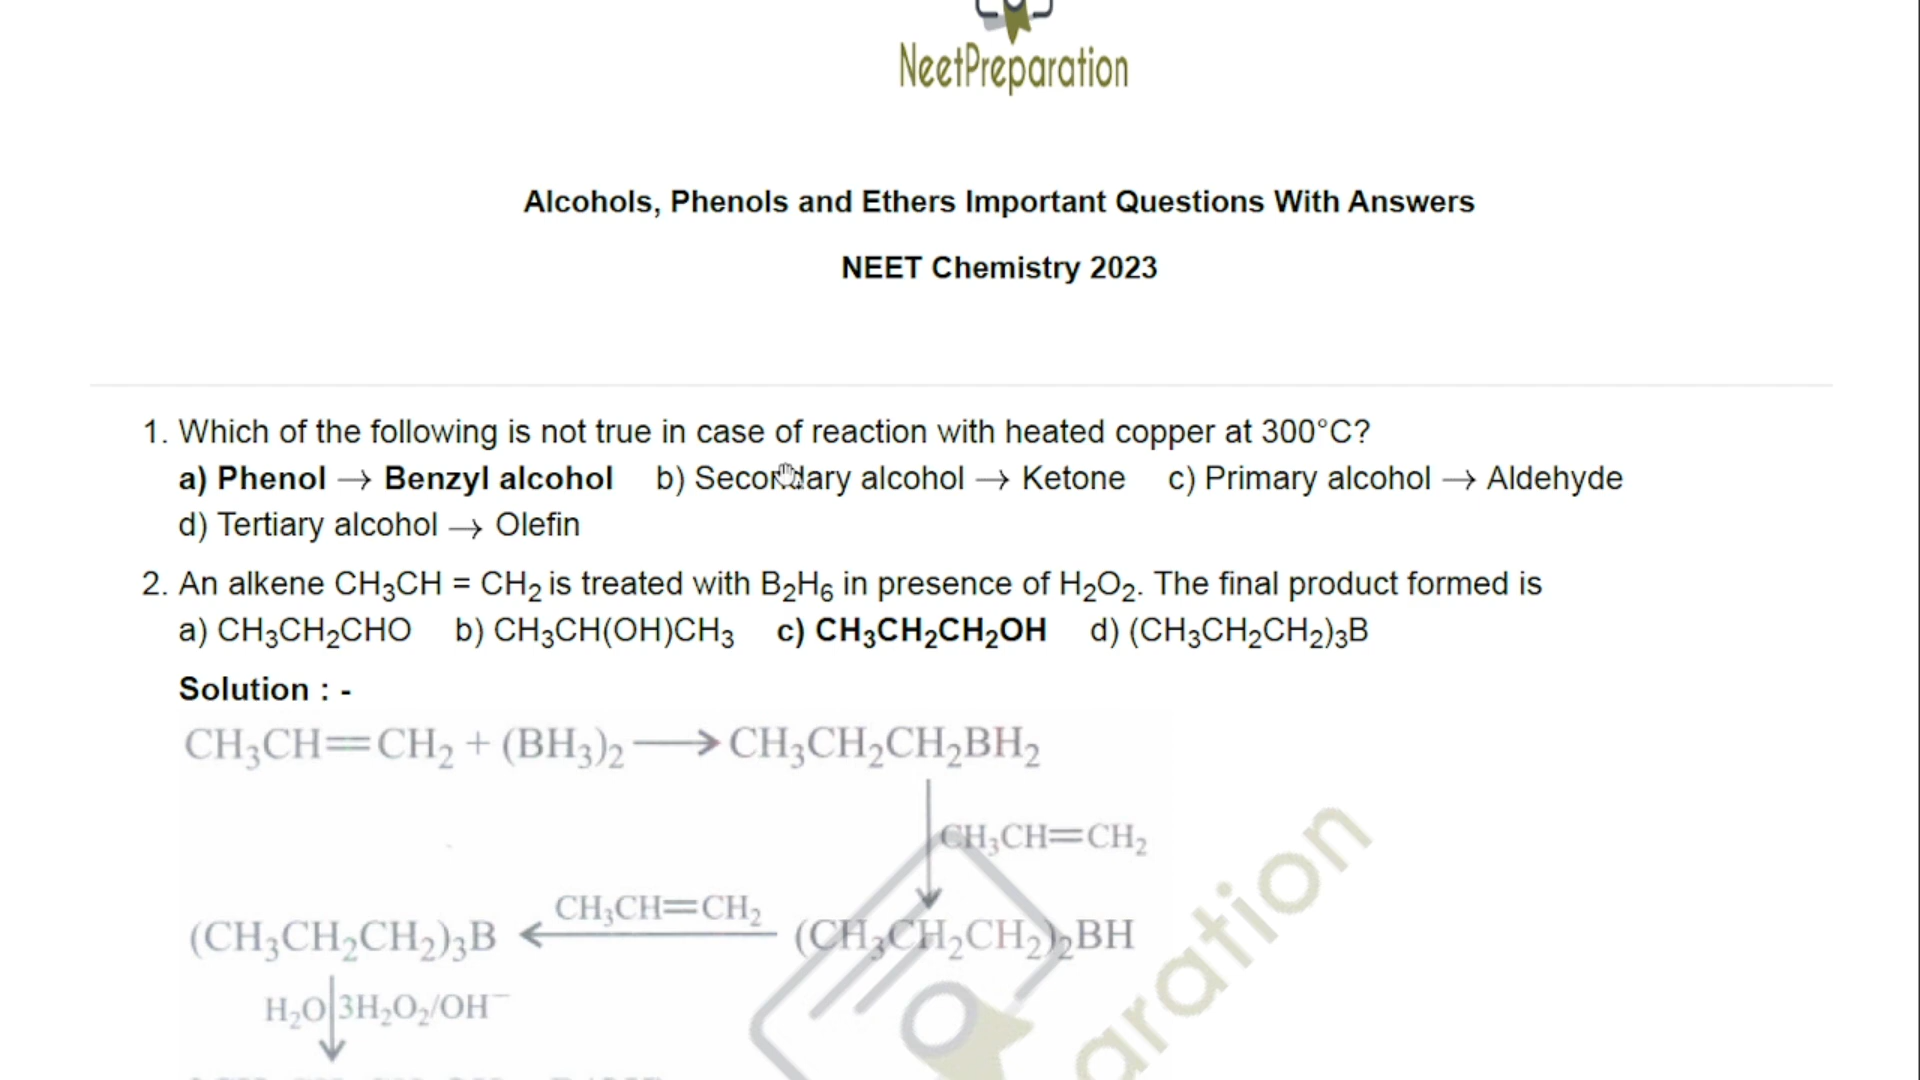 NeetPreparation
Alcohols, Phenols and Ethers Important Questions With Answers
NEET Chemistry 2023
1. Which of the following is not true in case of reaction with heated copper at 300°C?
a) Phenol → Benzyl alcohol b) Secondary alcohol → Ketone c) Primary alcohol → Aldehyde
d) Tertiary alcohol → Olefin
2. An alkene CH₃CH = CH₂ is treated with B₂H₆ in presence of H₂O₂. The final product formed is
a) CH₃CH₂CHO b) CH₃CH(OH)CH₃ c) CH₃CH₂CH₂OH d) (CH₃CH₂CH₂)₃B
Solution : -
CH₃CH=CH₂ + (BH₃)₂ → CH₃CH₂CH₂BH₂
CH₃CH=CH₂
(CH₃CH₂CH₂)₃B ← CH₃CH=CH₂ (CH₃CH₂CH₂)₂BH
H₂O 3H₂O₂/OH⁻
aration